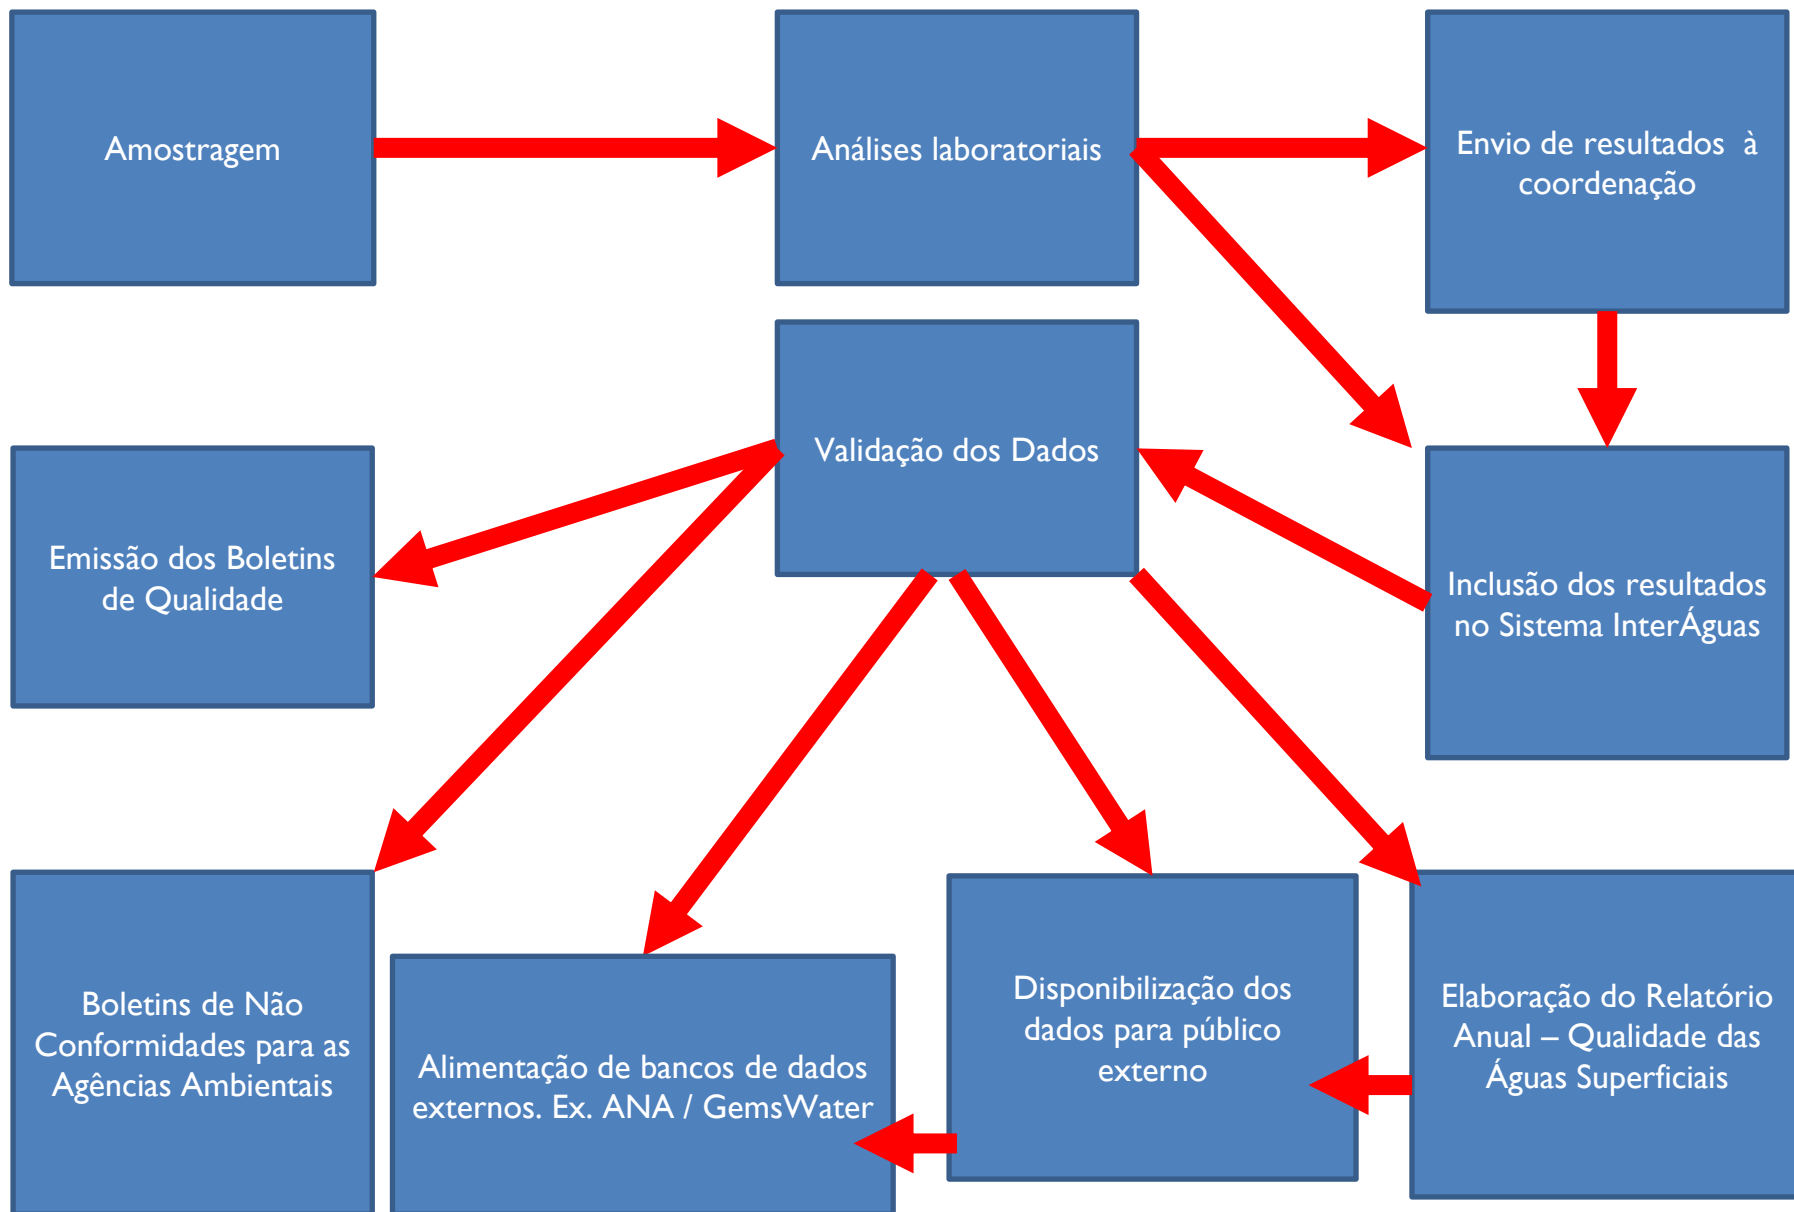 Amostragem
Análises laboratoriais
Envio de resultados à
coordenação
Validação dos Dados
Emissão dos Boletins
de Qualidade
Inclusão dos resultados
no Sistema InterÁguas
Boletins de Não
Conformidades para as
Agências Ambientais
Alimentação de bancos de dados
externos. Ex. ANA / GemsWater
Disponibilização dos
dados para público
externo
Elaboração do Relatório
Anual – Qualidade das
Águas Superficiais